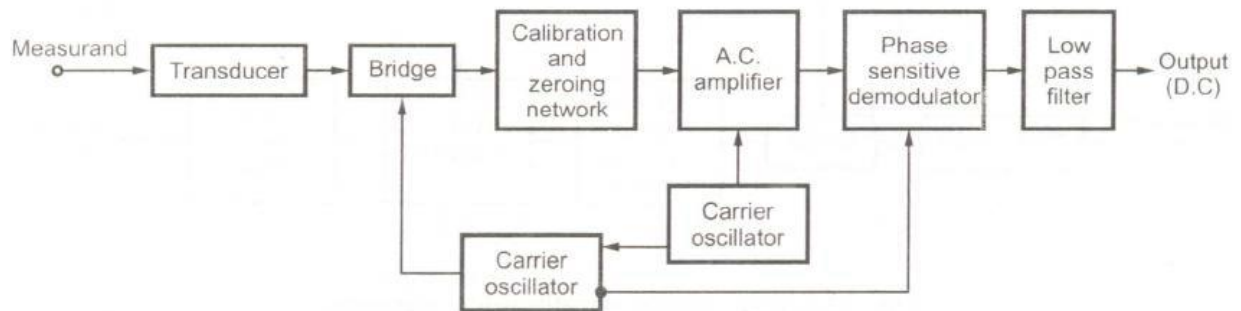 Measurand
Transducer
Bridge
Calibration
and
zeroing
network
A.C.
amplifier
Phase
sensitive
demodulator
Low
pass
filter
Output
(D.C)
Carrier
oscillator
Carrier
oscillator